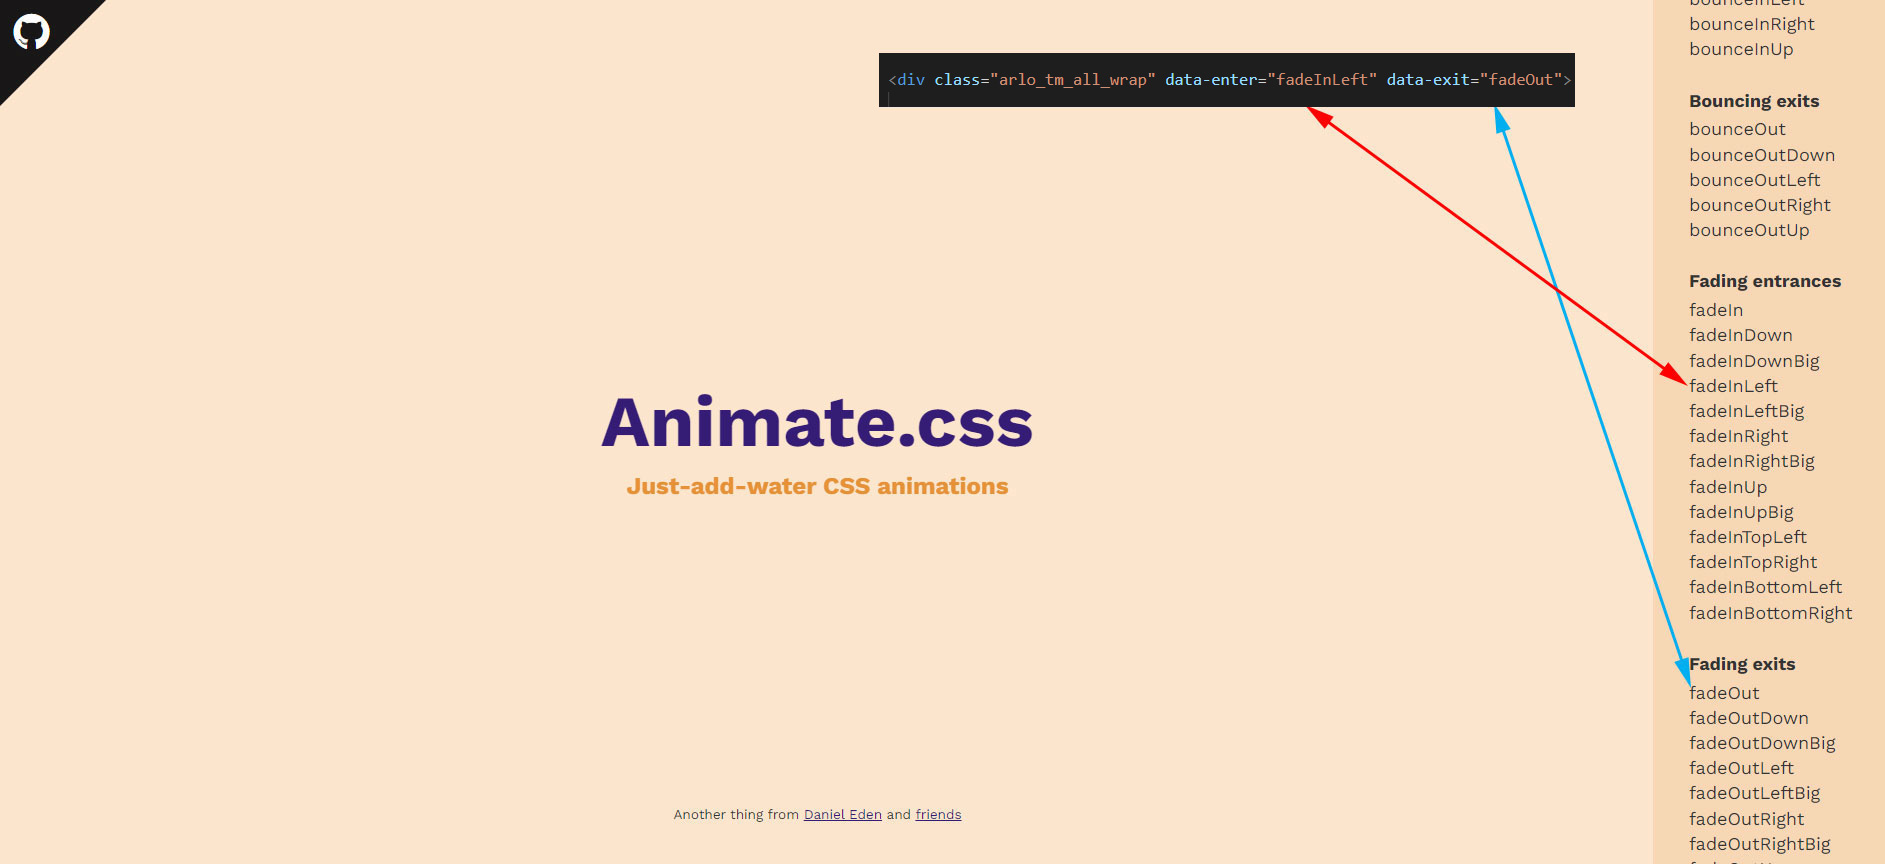 <div class="arlo_tm_all_wrap" data-enter="fadeInLeft" data-exit="fadeOut">
Animate.css
Just-add-water CSS animations
Another thing from Daniel Eden and friends
bounceInLeft
bounceInRight
bounceInUp
Bouncing exits
bounceOut
bounceOutDown
bounceOutLeft
bounceOutRight
bounceOutUp
Fading entrances
fadeIn
fadeInDown
fadeInDownBig
fadeInLeft
fadeInLeftBig
fadeInRight
fadeInRightBig
fadeInUp
fadeInUpBig
fadeInTopLeft
fadeInTopRight
fadeInBottomLeft
fadeInBottomRight
Fading exits
fadeOut
fadeOutDown
fadeOutDownBig
fadeOutLeft
fadeOutLeftBig
fadeOutRight
fadeOutRightBig